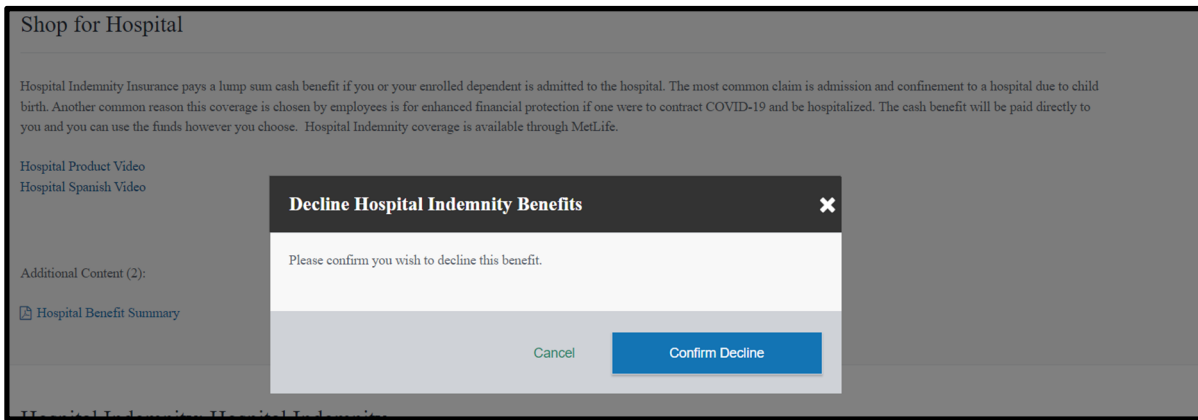 Shop for Hospital
Hospital Indemnity Insurance pays a lump sum cash benefit if you or your enrolled dependent is admitted to the hospital. The most common claim is admission and confinement to a hospital due to child
birth. Another common reason this coverage is chosen by employees is for enhanced financial protection if one were to contract COVID-19 and be hospitalized. The cash benefit will be paid directly to
you and you can use the funds however you choose. Hospital Indemnity coverage is available through MetLife.
Hospital Product Video
Hospital Spanish Video
Decline Hospital Indemnity Benefits
Please confirm you wish to decline this benefit.
Additional Content (2):
Hospital Benefit Summary
Cancel
Confirm Decline
Hospital Indemnity: Hospital Indemnity